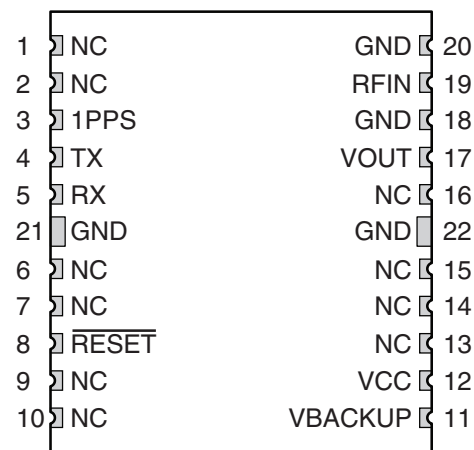 1 NC GND 20
2 NC RFIN 19
3 1PPS GND 18
4 TX VOUT 17
5 RX NC 16
21 GND GND 22
6 NC NC 15
7 NC NC 14
8 R̅E̅S̅E̅T̅ NC 13
9 NC VCC 12
10 NC VBACKUP 11